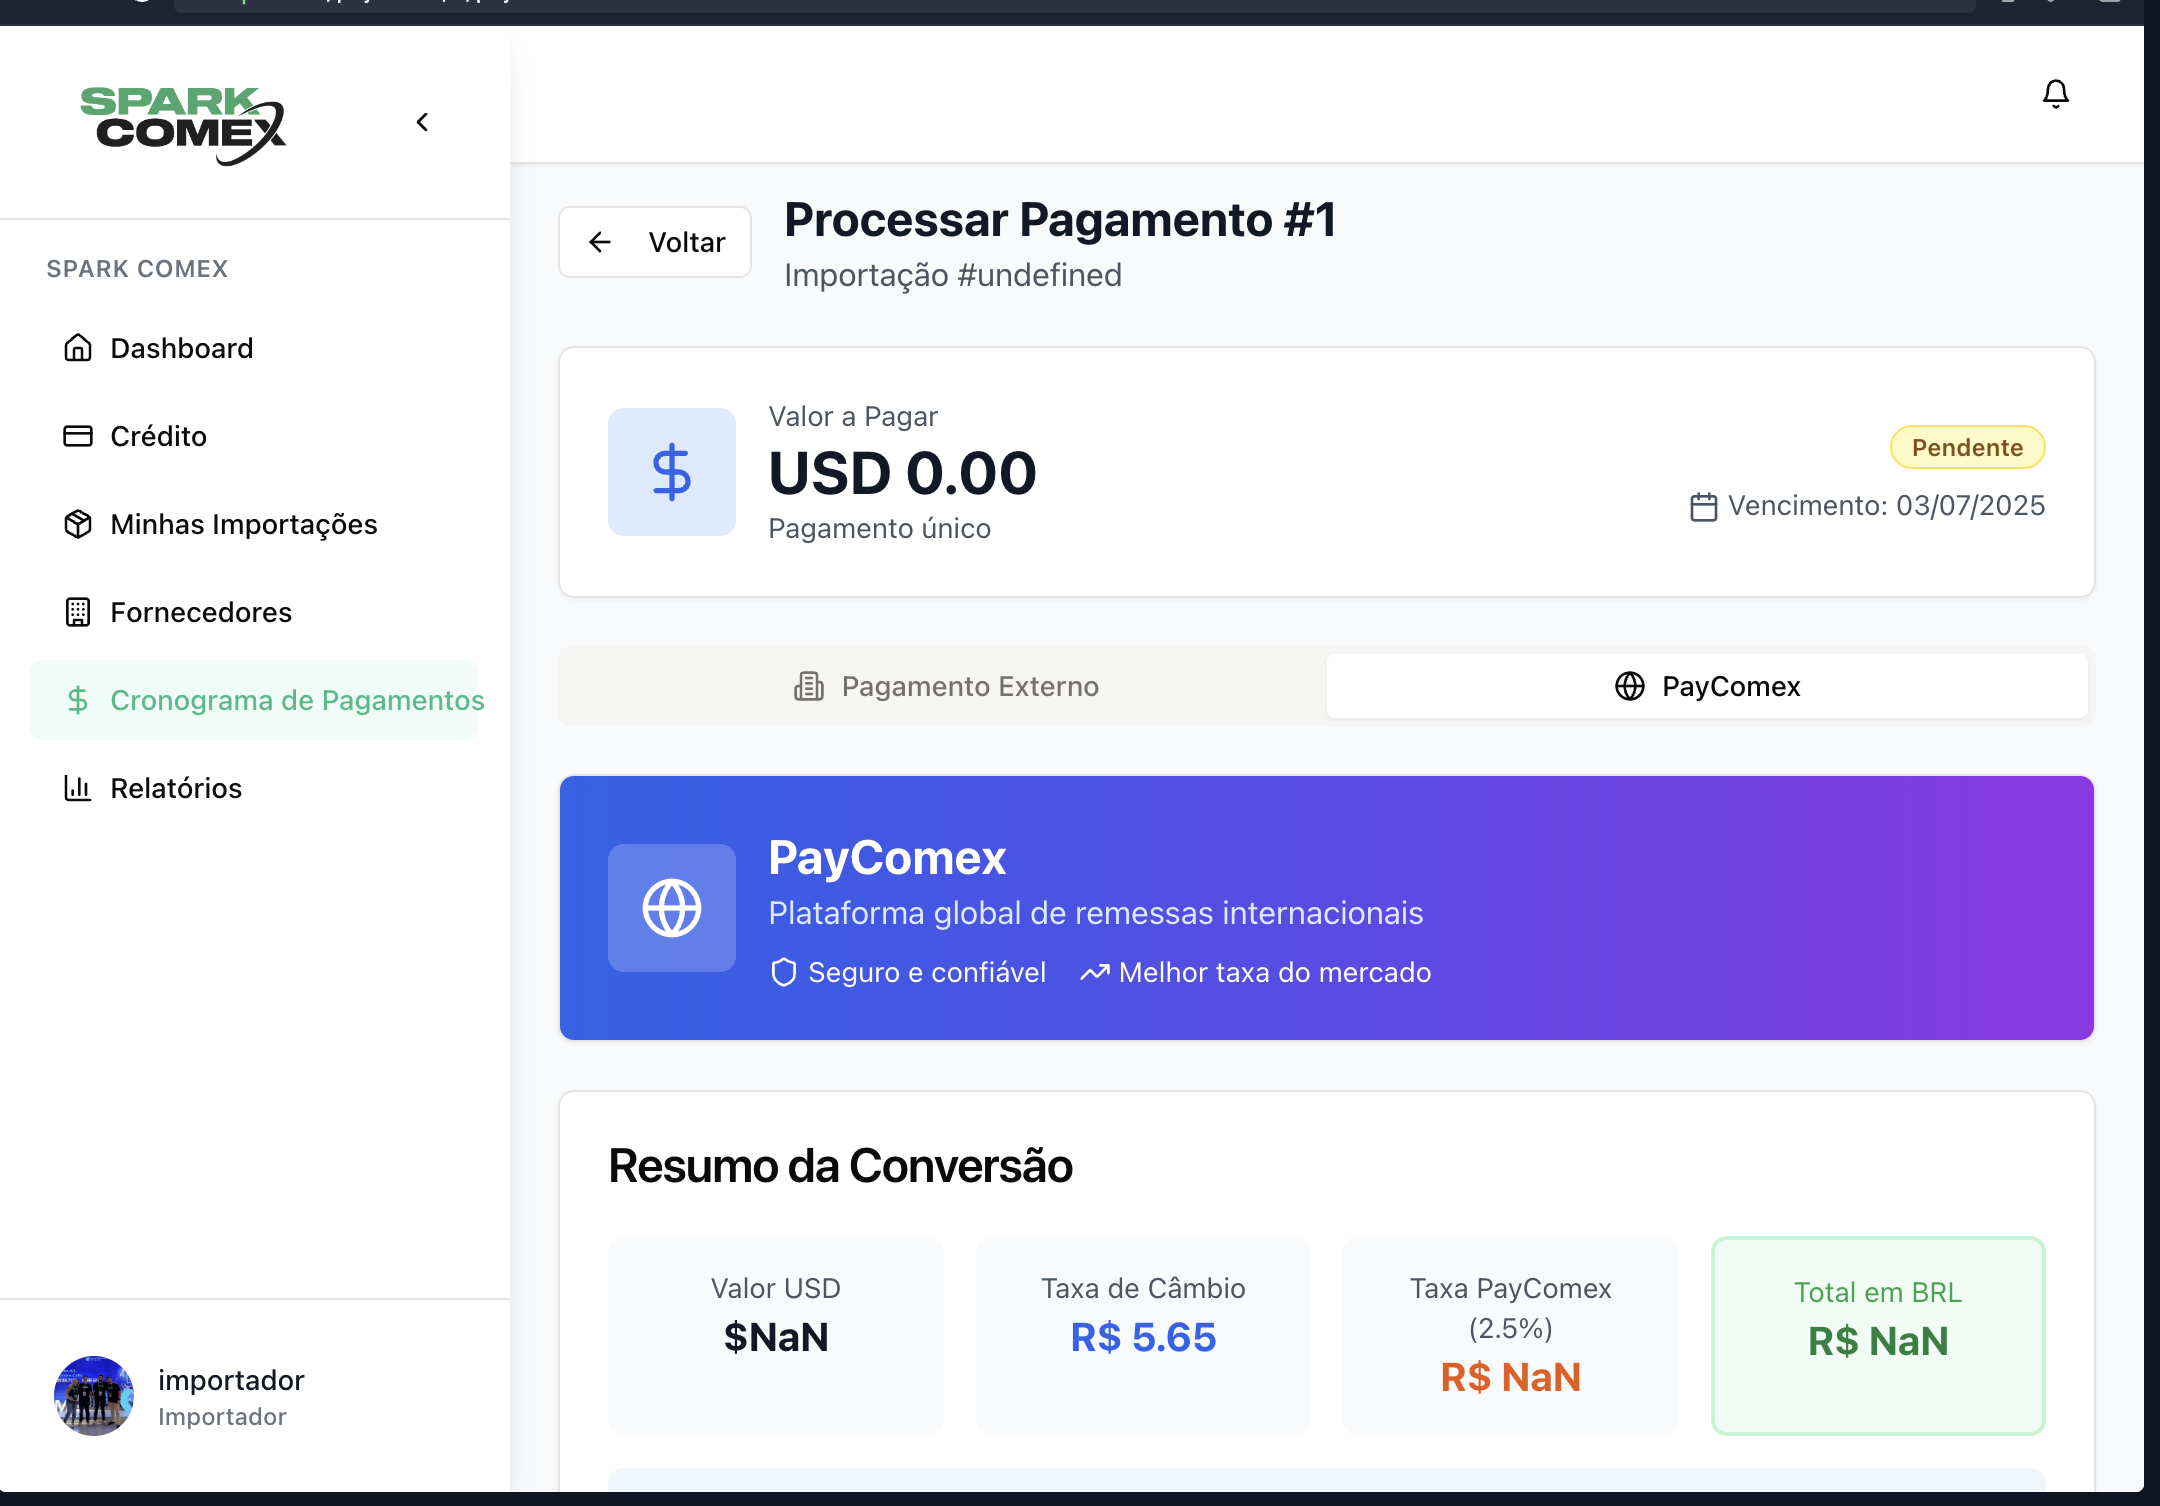 SPARK
COMEX
SPARK COMEX
Dashboard
Crédito
Minhas Importações
Fornecedores
Cronograma de Pagamentos
Relatórios
importador
Importador
Voltar
Processar Pagamento #1
Importação #undefined
Valor a Pagar
USD 0.00
Pagamento único
Pendente
Vencimento: 03/07/2025
Pagamento Externo
PayComex
PayComex
Plataforma global de remessas internacionais
Seguro e confiável
Melhor taxa do mercado
Resumo da Conversão
Valor USD
$NaN
Taxa de Câmbio
R$ 5.65
Taxa PayComex
(2.5%)
R$ NaN
Total em BRL
R$ NaN